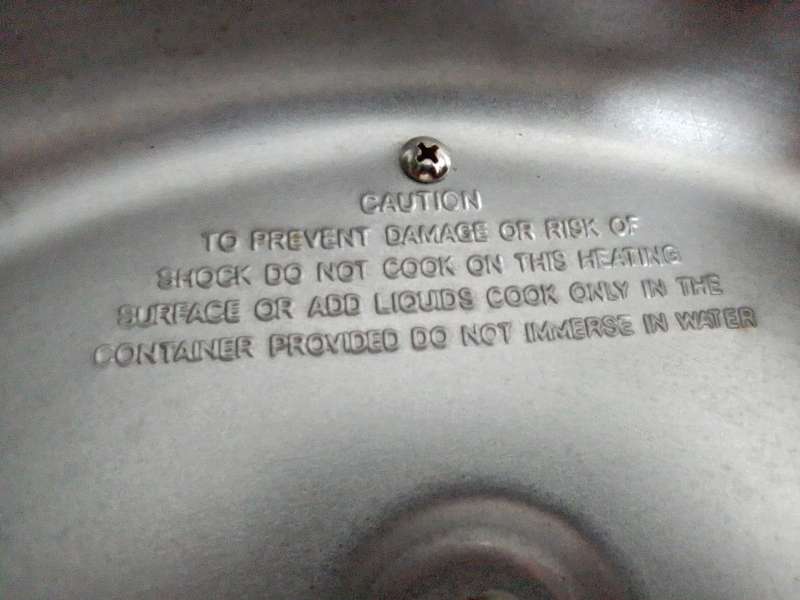 CAUTION
TO PREVENT DAMAGE OR RISK OF
SHOCK DO NOT COOK ON THIS HEATING
SURFACE OR ADD LIQUIDS COOK ONLY IN THE
CONTAINER PROVIDED DO NOT IMMERSE IN WATER